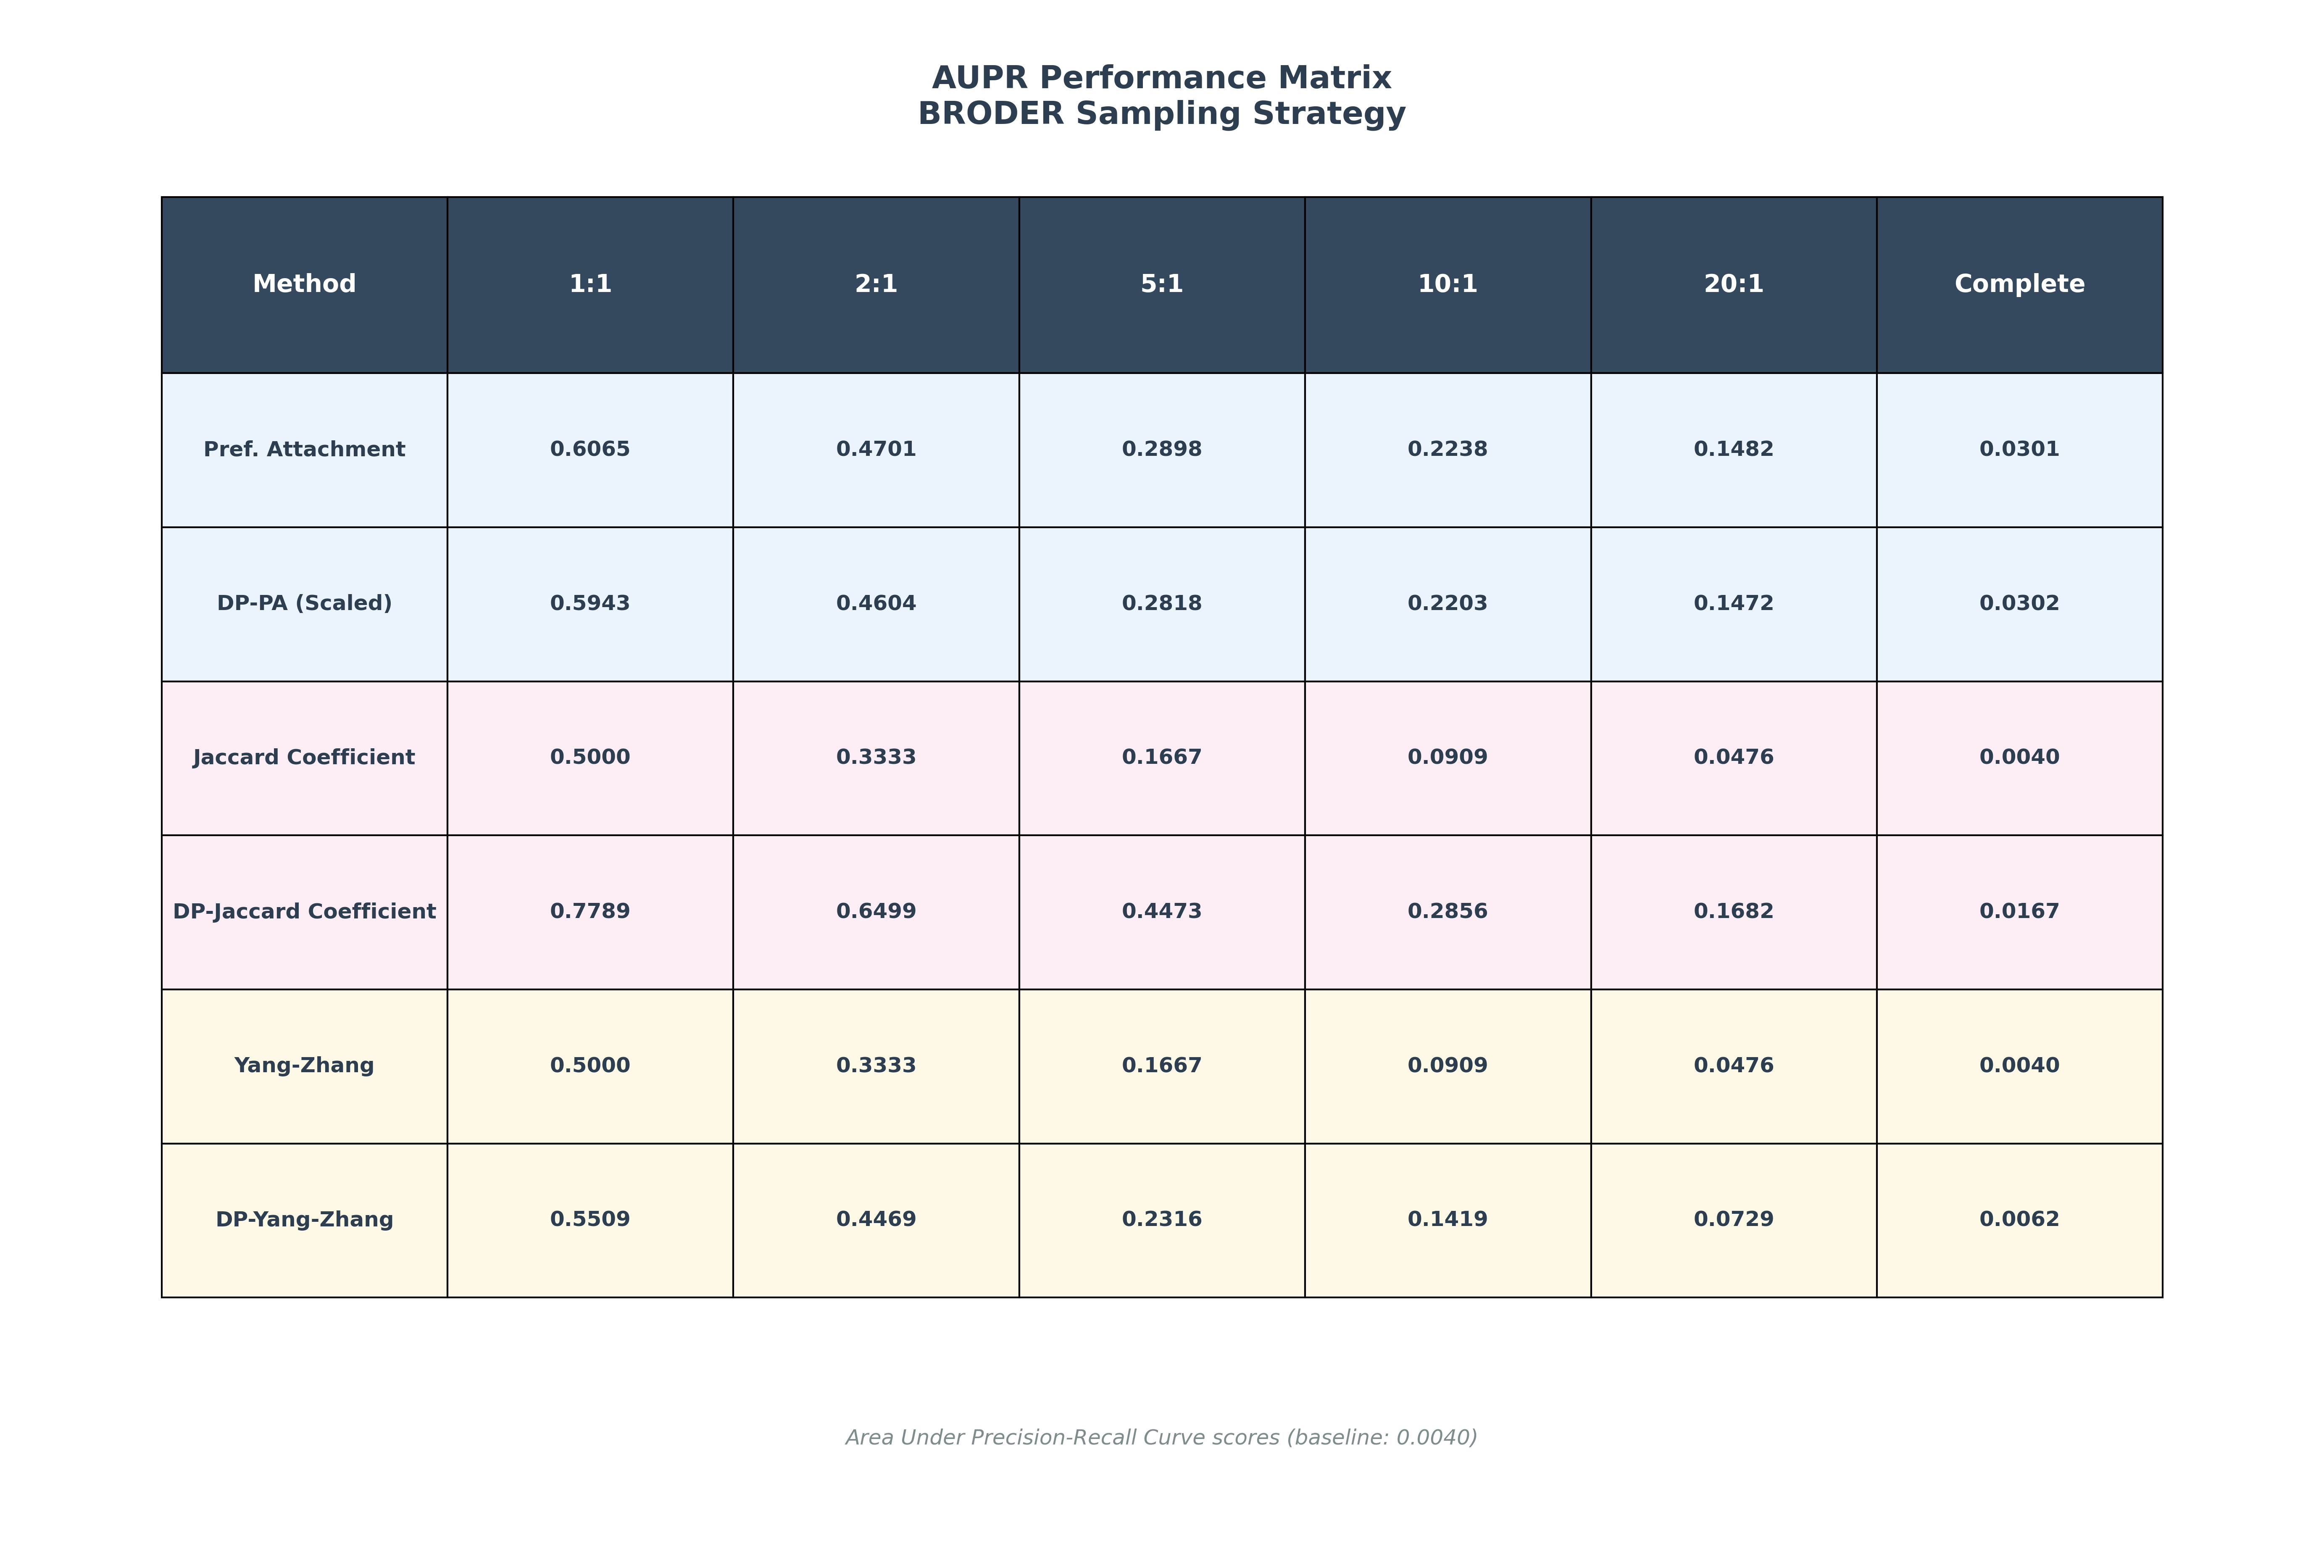 AUPR Performance Matrix
BRODER Sampling Strategy
Method 1:1 2:1 5:1 10:1 20:1 Complete
Pref. Attachment 0.6065 0.4701 0.2898 0.2238 0.1482 0.0301
DP-PA (Scaled) 0.5943 0.4604 0.2818 0.2203 0.1472 0.0302
Jaccard Coefficient 0.5000 0.3333 0.1667 0.0909 0.0476 0.0040
DP-Jaccard Coefficient 0.7789 0.6499 0.4473 0.2856 0.1682 0.0167
Yang-Zhang 0.5000 0.3333 0.1667 0.0909 0.0476 0.0040
DP-Yang-Zhang 0.5509 0.4469 0.2316 0.1419 0.0729 0.0062
Area Under Precision-Recall Curve scores (baseline: 0.0040)